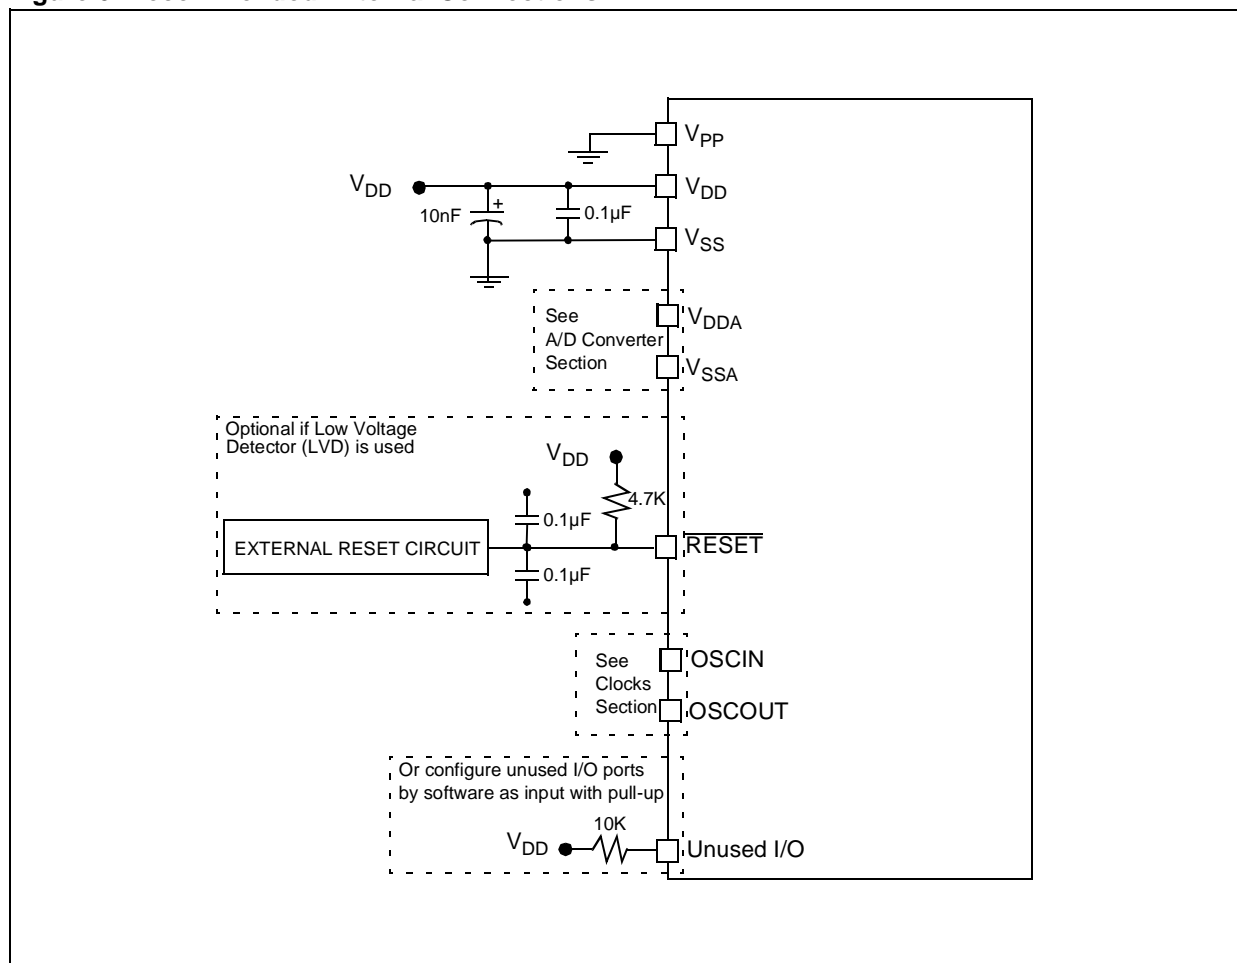 VPP
VDD
VDD
10nF
+
0.1µF
VSS
See
A/D Converter
Section
VDDA
VSSA
Optional if Low Voltage
Detector (LVD) is used
VDD
4.7K
0.1µF
EXTERNAL RESET CIRCUIT
RESET
0.1µF
See
Clocks
Section
OSCIN
OSCOUT
Or configure unused I/O ports
by software as input with pull-up
10K
VDD
Unused I/O